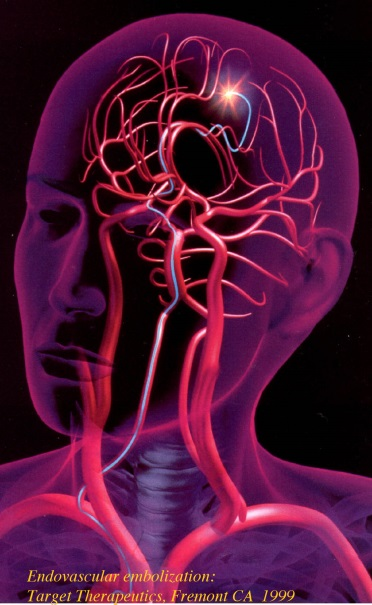 Endovascular embolization:
Target Therapeutics, Fremont CA  1999